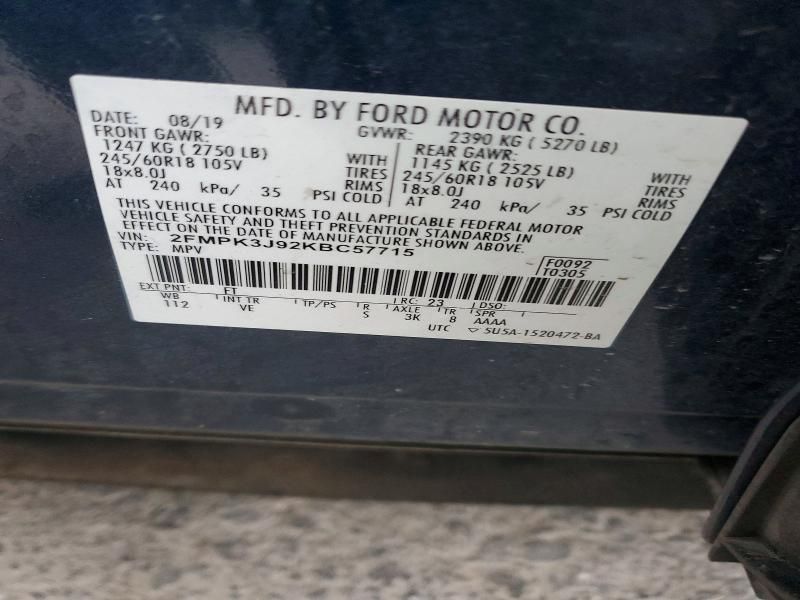 MFD. BY FORD MOTOR CO.
DATE: 08/19 GVWR: 2390 KG ( 5270 LB)
FRONT GAWR: REAR GAWR:
1247 KG ( 2750 LB) WITH 1145 KG ( 2525 LB) WITH
245/60R18 105V TIRES 245/60R18 105V TIRES
18x8.0J RIMS 18x8.0J RIMS
AT 240 kPa/ 35 PSI COLD AT 240 kPa/ 35 PSI COLD
THIS VEHICLE CONFORMS TO ALL APPLICABLE FEDERAL MOTOR
VEHICLE SAFETY AND THEFT PREVENTION STANDARDS IN
EFFECT ON THE DATE OF MANUFACTURE SHOWN ABOVE.
VIN: 2FMPK3J92KBC57715 F0092
TYPE: MPV T0305
EXT PNT: FT RC: 23 DSO:
WB INT TR TP/PS R AXLE TR SPR
112 VE S 3K 8 AAAA
UTC 5U5A-1520472-BA